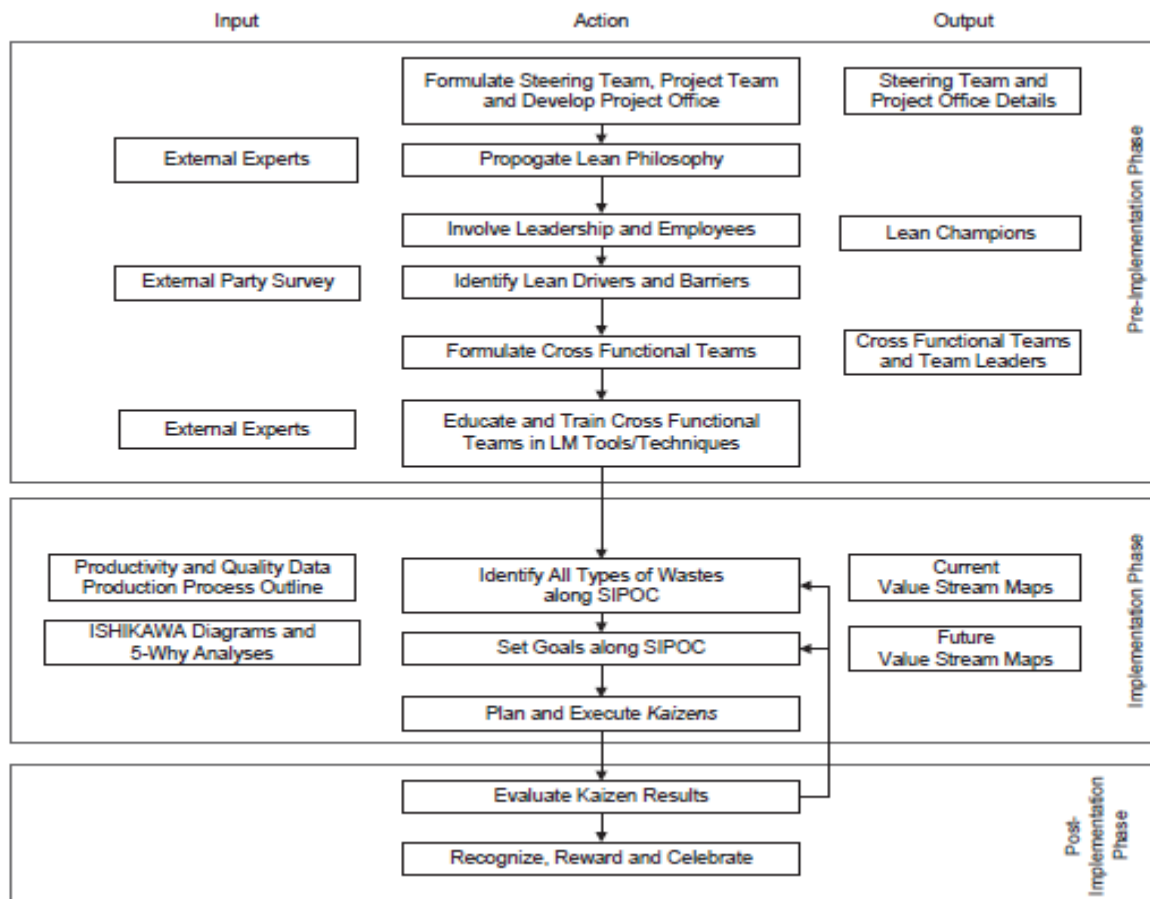 Input
Action
Output
Formulate Steering Team, Project Team
and Develop Project Office
Steering Team and
Project Office Details
External Experts
Propogate Lean Philosophy
Involve Leadership and Employees
Lean Champions
External Party Survey
Identify Lean Drivers and Barriers
Formulate Cross Functional Teams
Cross Functional Teams
and Team Leaders
External Experts
Educate and Train Cross Functional
Teams in LM Tools/Techniques
Pre-Implementation Phase
Productivity and Quality Data
Production Process Outline
Identify All Types of Wastes
along SIPOC
Current
Value Stream Maps
ISHIKAWA Diagrams and
5-Why Analyses
Set Goals along SIPOC
Future
Value Stream Maps
Plan and Execute Kaizens
Implementation Phase
Evaluate Kaizen Results
Recognize, Reward and Celebrate
Post-
Implementation
Phase